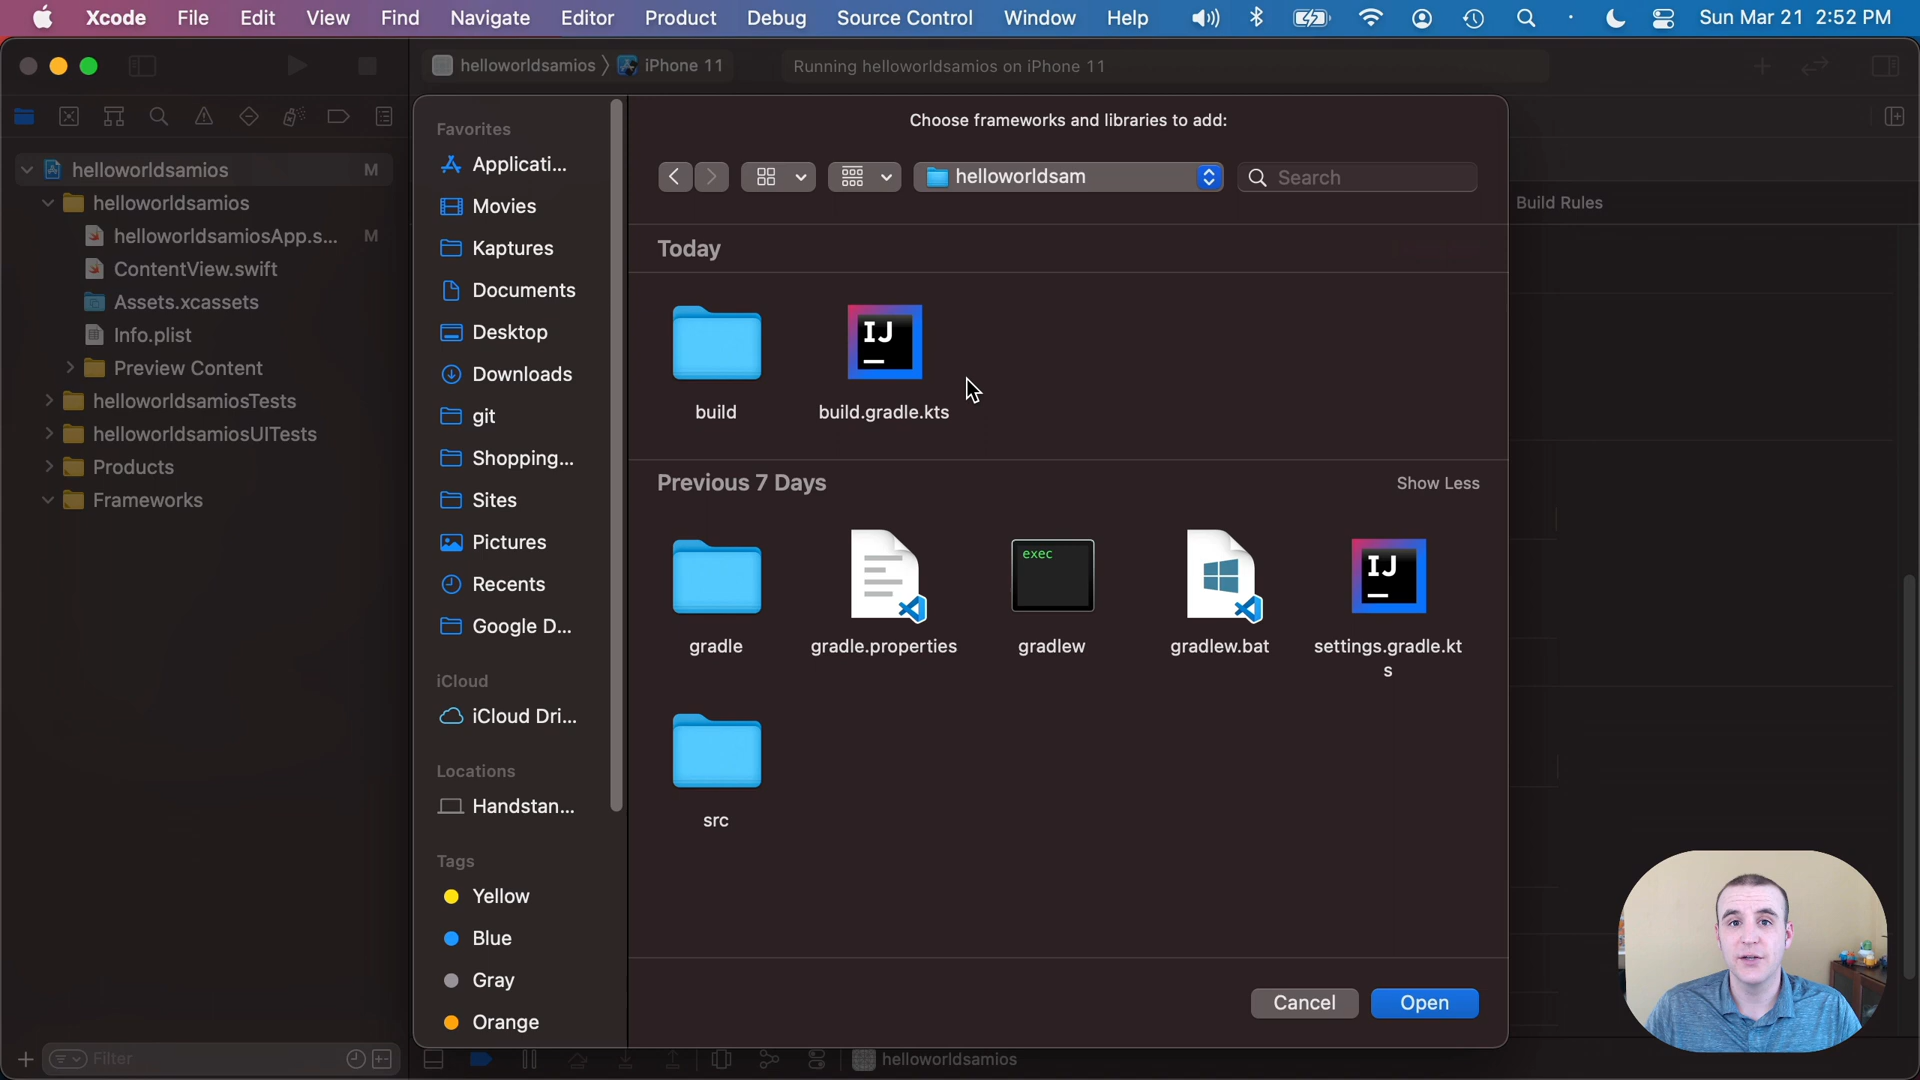 Xcode File Edit View Find Navigate Editor Product Debug Source Control Window Help Sun Mar 21 2:52 PM
helloworldsamios iPhone 11 Running helloworldsamios on iPhone 11
helloworldsamios M
helloworldsamios
helloworldsamiosApp.s... M
ContentView.swift
Assets.xcassets
Info.plist
Preview Content
helloworldsamiosTests
helloworldsamiosUITests
Products
Frameworks
Filter
Favorites
Applicati...
Movies
Kaptures
Documents
Desktop
Downloads
git
Shopping...
Sites
Pictures
Recents
Google D...
iCloud
iCloud Dri...
Locations
Handstan...
Tags
Yellow
Blue
Gray
Orange
Choose frameworks and libraries to add:
helloworldsam Search
Today
IJ
build build.gradle.kts
Previous 7 Days Show Less
exec IJ
gradle gradle.properties gradlew gradlew.bat settings.gradle.kt
s
src
Cancel Open
Build Rules
helloworldsamios